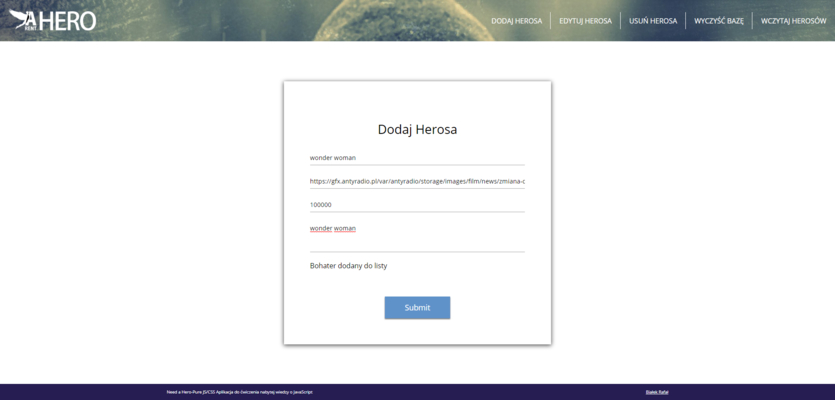 RENT A HERO
DODAJ HEROSA
EDYTUJ HEROSA
USUŃ HEROSA
WYCZYŚĆ BAZĘ
WCZYTAJ HEROSÓW
Dodaj Herosa
wonder woman
https://gfx.antyradio.pl/var/antyradio/storage/images/film/news/zmiana-c
100000
wonder woman
Bohater dodany do listy
Submit
Need a Hero-Pure JS/CSS Aplikacja do ćwiczenia nabytej wiedzy o JavaScript
Białek Rafał